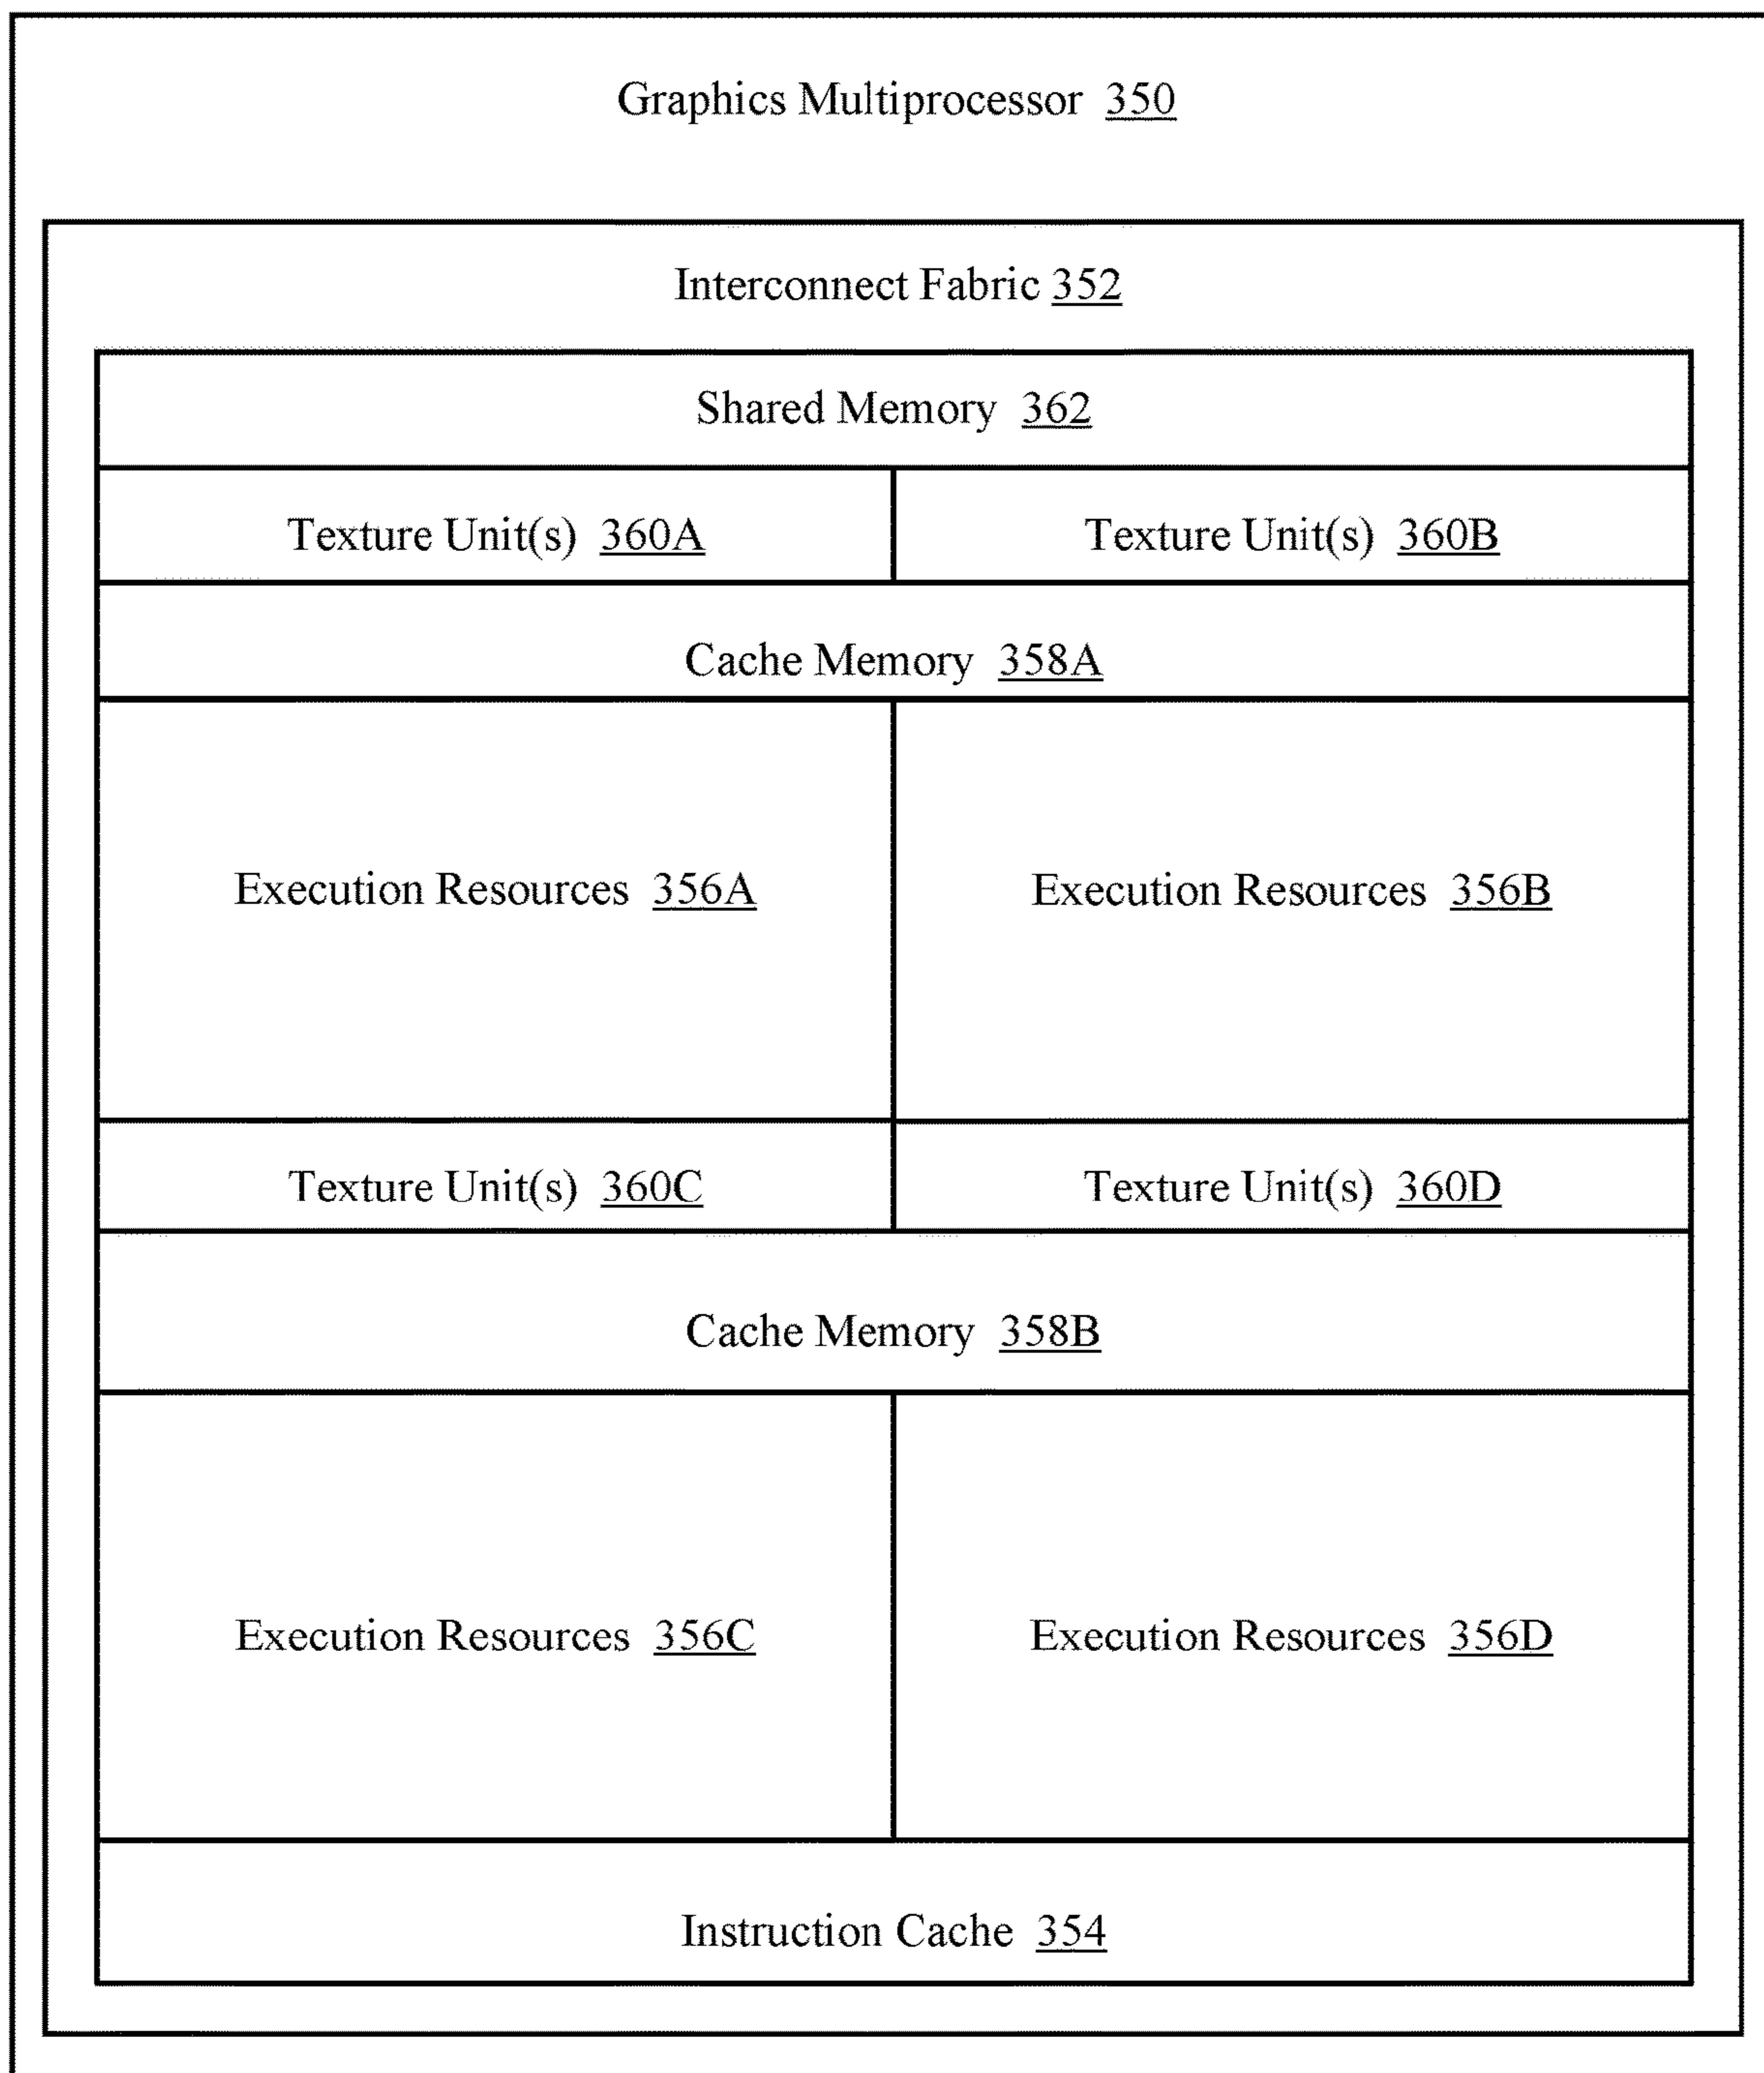 Graphics Multiprocessor 350
Interconnect Fabric 352
Shared Memory 362
Texture Unit(s) 360A
Texture Unit(s) 360B
Cache Memory 358A
Execution Resources 356A
Execution Resources 356B
Texture Unit(s) 360C
Texture Unit(s) 360D
Cache Memory 358B
Execution Resources 356C
Execution Resources 356D
Instruction Cache 354